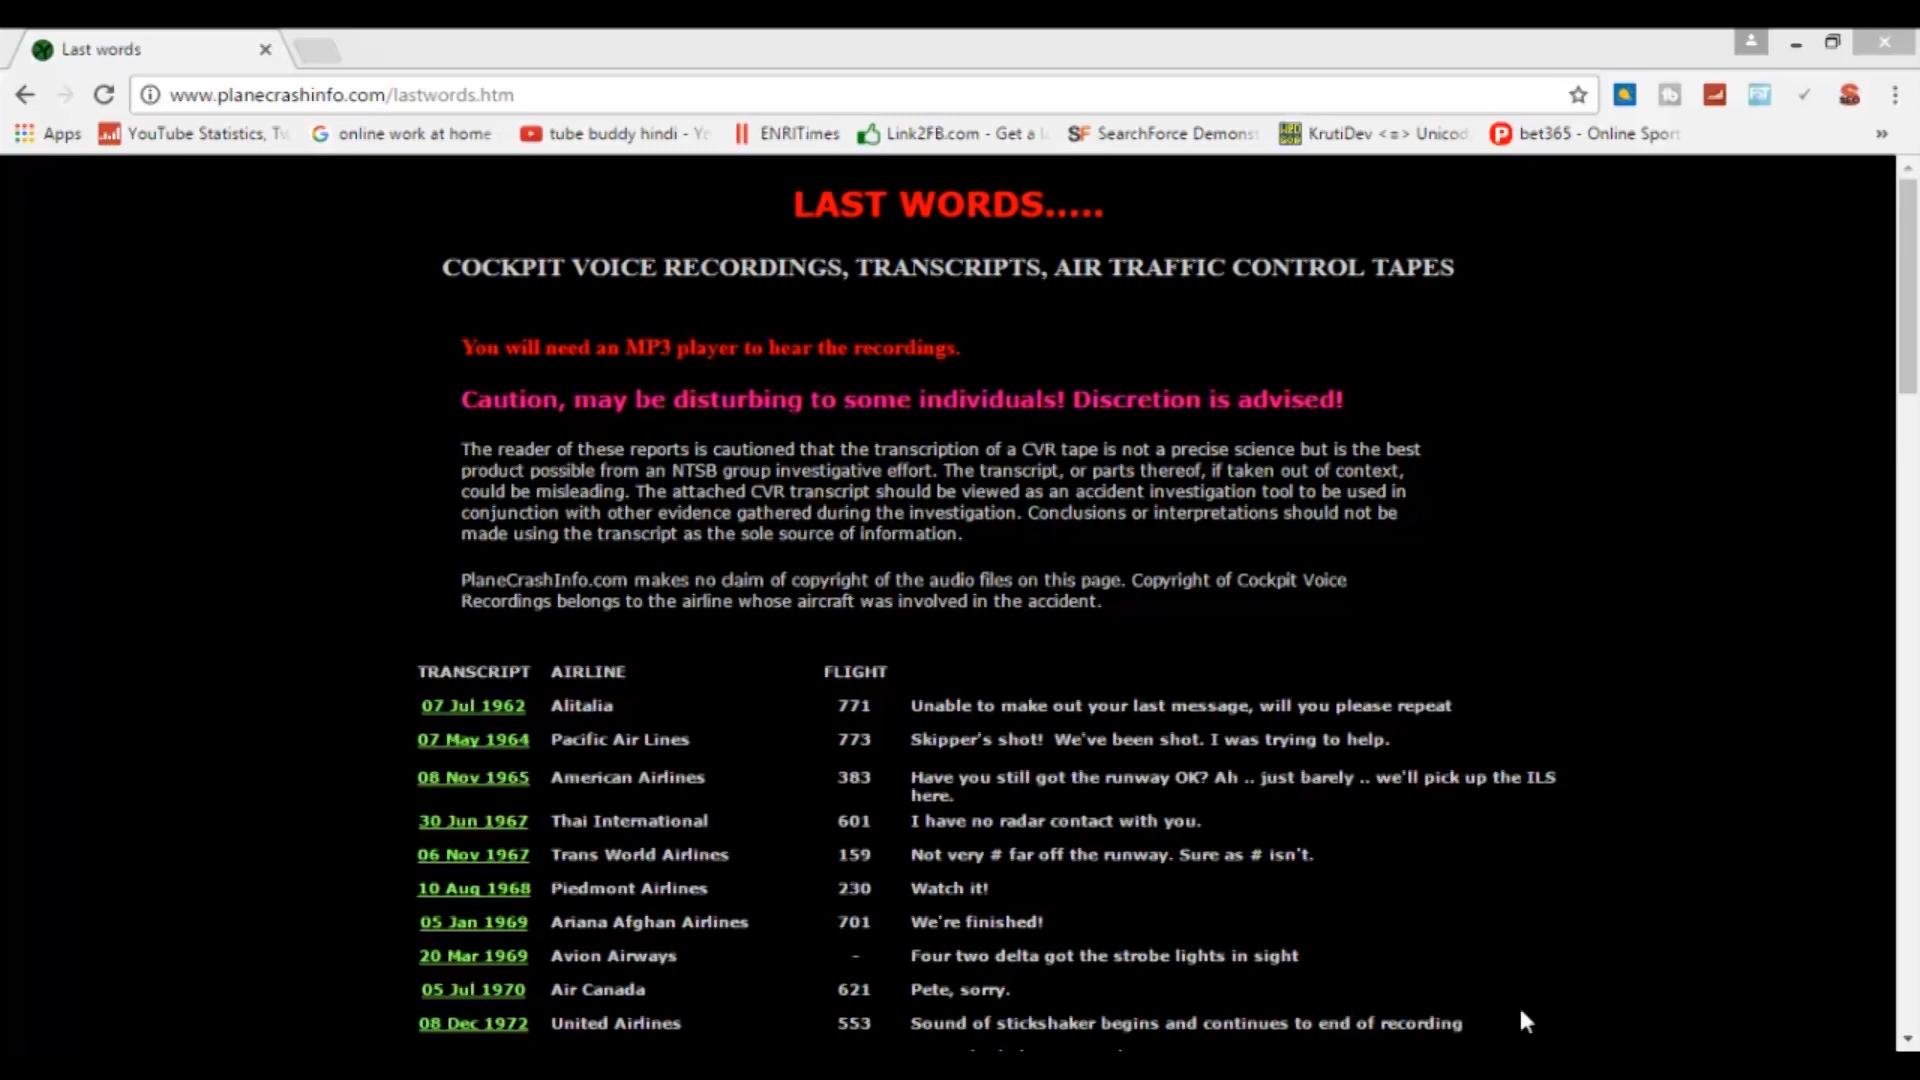 Last words
www.planecrashinfo.com/lastwords.htm
Apps YouTube Statistics, Tw online work at home tube buddy hindi - Yo ENRITimes Link2FB.com - Get a l SearchForce Demonst KrutiDev <=> Unicod bet365 - Online Sport »
LAST WORDS.....
COCKPIT VOICE RECORDINGS, TRANSCRIPTS, AIR TRAFFIC CONTROL TAPES
You will need an MP3 player to hear the recordings.
Caution, may be disturbing to some individuals! Discretion is advised!
The reader of these reports is cautioned that the transcription of a CVR tape is not a precise science but is the best
product possible from an NTSB group investigative effort. The transcript, or parts thereof, if taken out of context,
could be misleading. The attached CVR transcript should be viewed as an accident investigation tool to be used in
conjunction with other evidence gathered during the investigation. Conclusions or interpretations should not be
made using the transcript as the sole source of information.
PlaneCrashInfo.com makes no claim of copyright of the audio files on this page. Copyright of Cockpit Voice
Recordings belongs to the airline whose aircraft was involved in the accident.
TRANSCRIPT AIRLINE FLIGHT
07 Jul 1962 Alitalia 771 Unable to make out your last message, will you please repeat
07 May 1964 Pacific Air Lines 773 Skipper's shot! We've been shot. I was trying to help.
08 Nov 1965 American Airlines 383 Have you still got the runway OK? Ah .. just barely .. we'll pick up the ILS
here.
30 Jun 1967 Thai International 601 I have no radar contact with you.
06 Nov 1967 Trans World Airlines 159 Not very # far off the runway. Sure as # isn't.
10 Aug 1968 Piedmont Airlines 230 Watch it!
05 Jan 1969 Ariana Afghan Airlines 701 We're finished!
20 Mar 1969 Avion Airways - Four two delta got the strobe lights in sight
05 Jul 1970 Air Canada 621 Pete, sorry.
08 Dec 1972 United Airlines 553 Sound of stickshaker begins and continues to end of recording